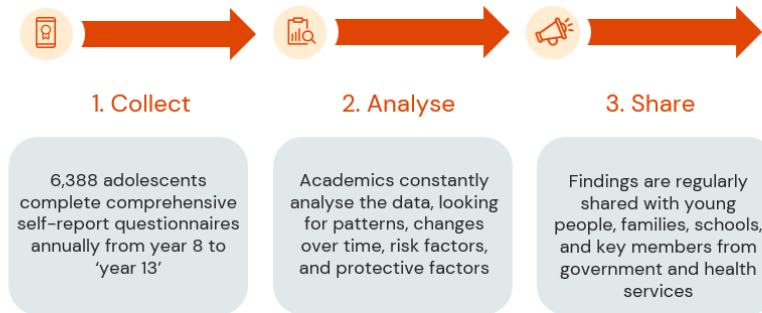 1. Collect
6,388 adolescents
complete comprehensive
self-report questionnaires
annually from year 8 to
‘year 13’
2. Analyse
Academics constantly
analyse the data, looking
for patterns, changes
over time, risk factors,
and protective factors
3. Share
Findings are regularly
shared with young
people, families, schools,
and key members from
government and health
services